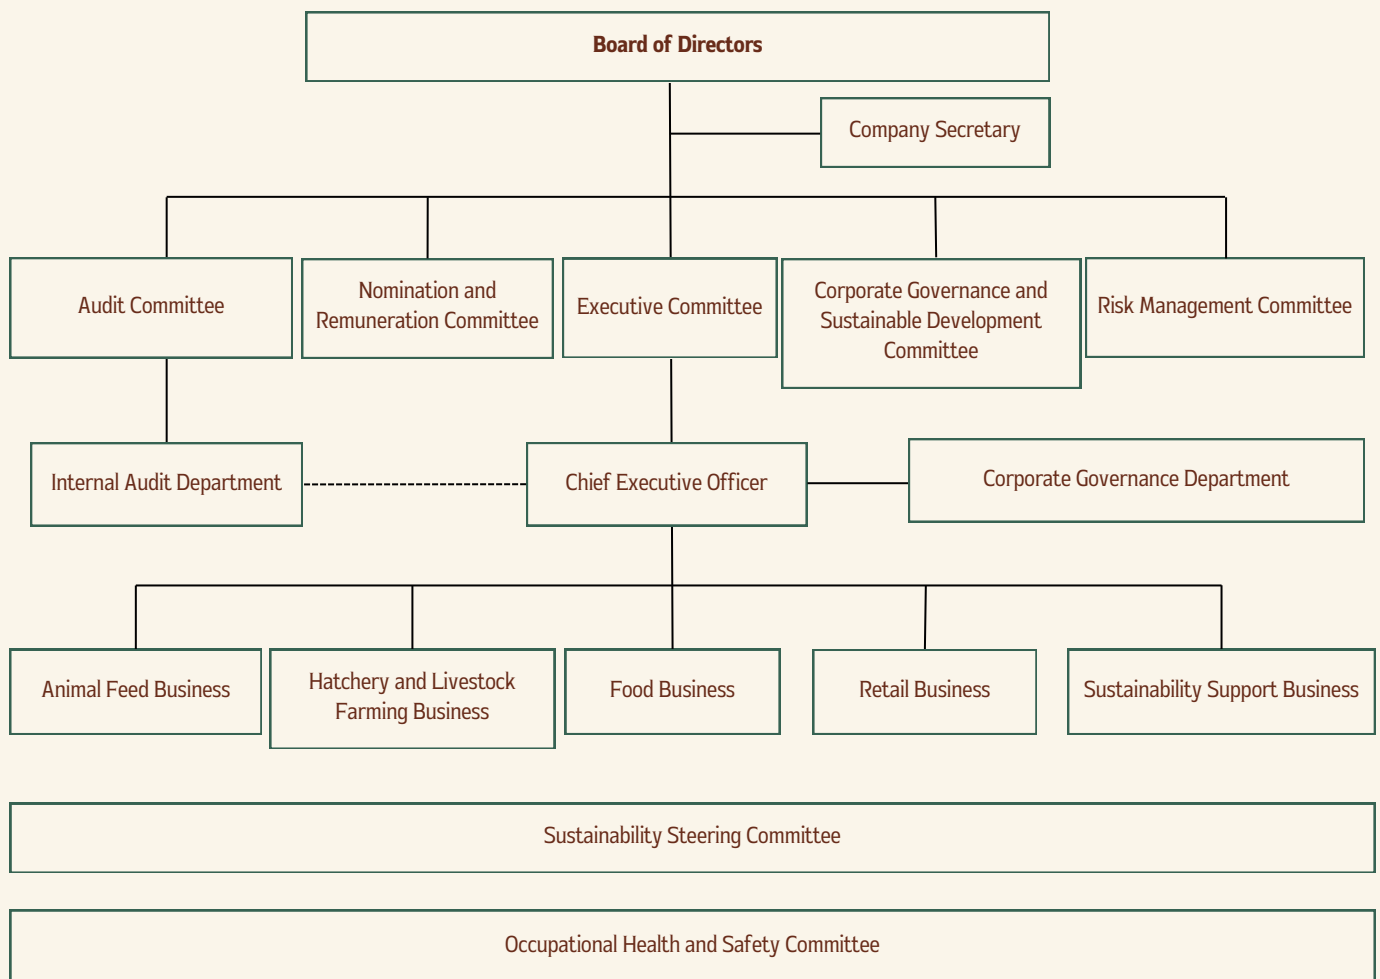 Board of Directors
Company Secretary
Audit Committee
Nomination and
Remuneration Committee
Executive Committee
Corporate Governance and
Sustainable Development
Committee
Risk Management Committee
Internal Audit Department
Chief Executive Officer
Corporate Governance Department
Animal Feed Business
Hatchery and Livestock
Farming Business
Food Business
Retail Business
Sustainability Support Business
Sustainability Steering Committee
Occupational Health and Safety Committee